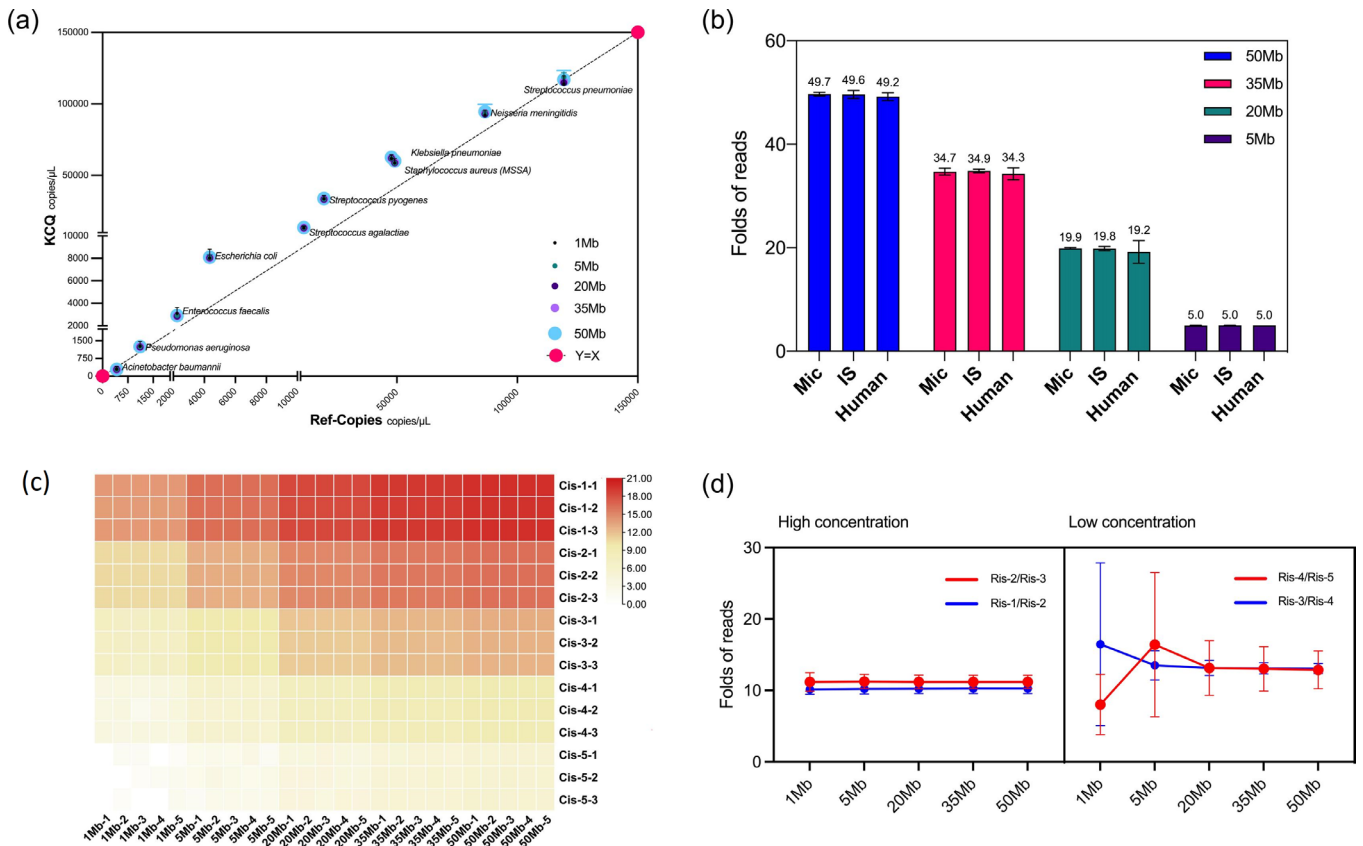 (a)
150000
100000
50000
10000
8000
6000
4000
2000
1500
750
0
KCQ copies/μL
Streptococcus pneumoniae
Neisseria meningitidis
Klebsiella pneumoniae
Staphylococcus aureus (MSSA)
Streptococcus pyogenes
Streptococcus agalactiae
Escherichia coli
Enterococcus faecalis
Pseudomonas aeruginosa
Acinetobacter baumannii
1Mb
5Mb
20Mb
35Mb
50Mb
Y=X
0 750 1500 2000 4000 6000 8000 10000 50000 100000 150000
Ref-Copies copies/μL
(b)
60
40
20
0
Folds of reads
49.7 49.6 49.2
34.7 34.9 34.3
19.9 19.8 19.2
5.0 5.0 5.0
50Mb
35Mb
20Mb
5Mb
Mic IS Human Mic IS Human Mic IS Human Mic IS Human
(c)
Cis-1-1
Cis-1-2
Cis-1-3
Cis-2-1
Cis-2-2
Cis-2-3
Cis-3-1
Cis-3-2
Cis-3-3
Cis-4-1
Cis-4-2
Cis-4-3
Cis-5-1
Cis-5-2
Cis-5-3
21.00
18.00
15.00
12.00
9.00
6.00
3.00
0.00
1Mb-1 1Mb-2 1Mb-3 1Mb-4 1Mb-5 5Mb-1 5Mb-2 5Mb-3 5Mb-4 5Mb-5 20Mb-1 20Mb-2 20Mb-3 20Mb-4 20Mb-5 35Mb-1 35Mb-2 35Mb-3 35Mb-4 35Mb-5 50Mb-1 50Mb-2 50Mb-3 50Mb-4 50Mb-5
(d)
High concentration
Low concentration
30
20
10
0
Folds of reads
Ris-2/Ris-3
Ris-1/Ris-2
Ris-4/Ris-5
Ris-3/Ris-4
1Mb 5Mb 20Mb 35Mb 50Mb 1Mb 5Mb 20Mb 35Mb 50Mb